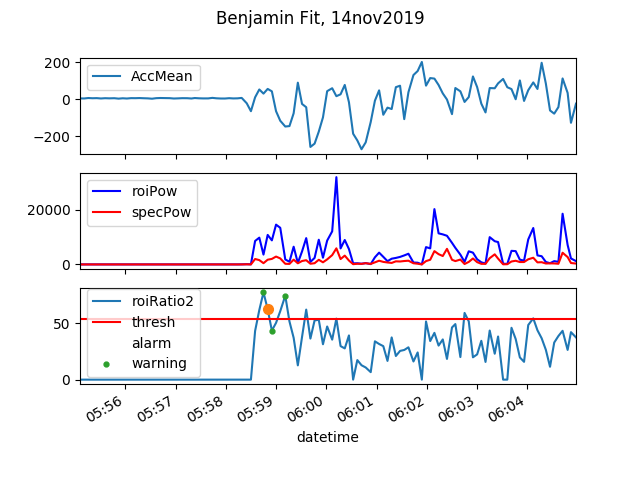 Benjamin Fit, 14nov2019
200
0
−200
AccMean
20000
0
roiPow
specPow
50
0
roiRatio2
thresh
alarm
warning
05:56
05:57
05:58
05:59
06:00
06:01
06:02
06:03
06:04
datetime